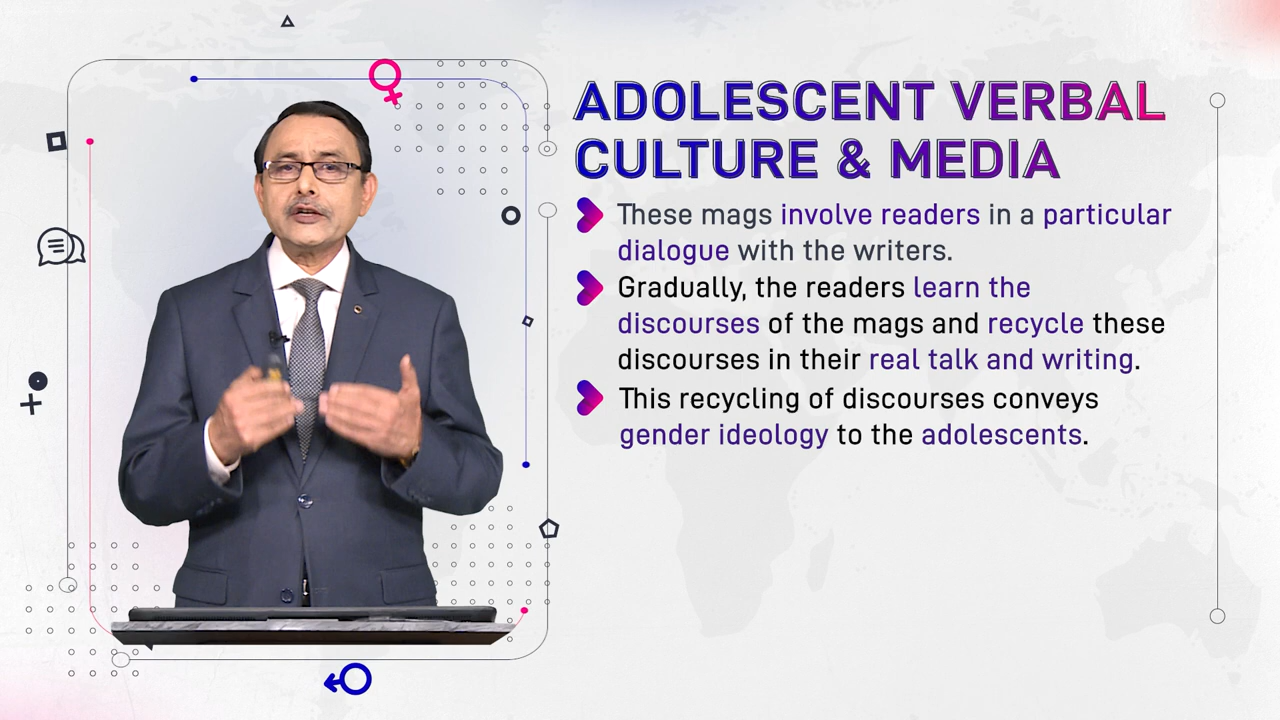 ADOLESCENT VERBAL
CULTURE & MEDIA
These mags involve readers in a particular
dialogue with the writers.
Gradually, the readers learn the
discourses of the mags and recycle these
discourses in their real talk and writing.
This recycling of discourses conveys
gender ideology to the adolescents.